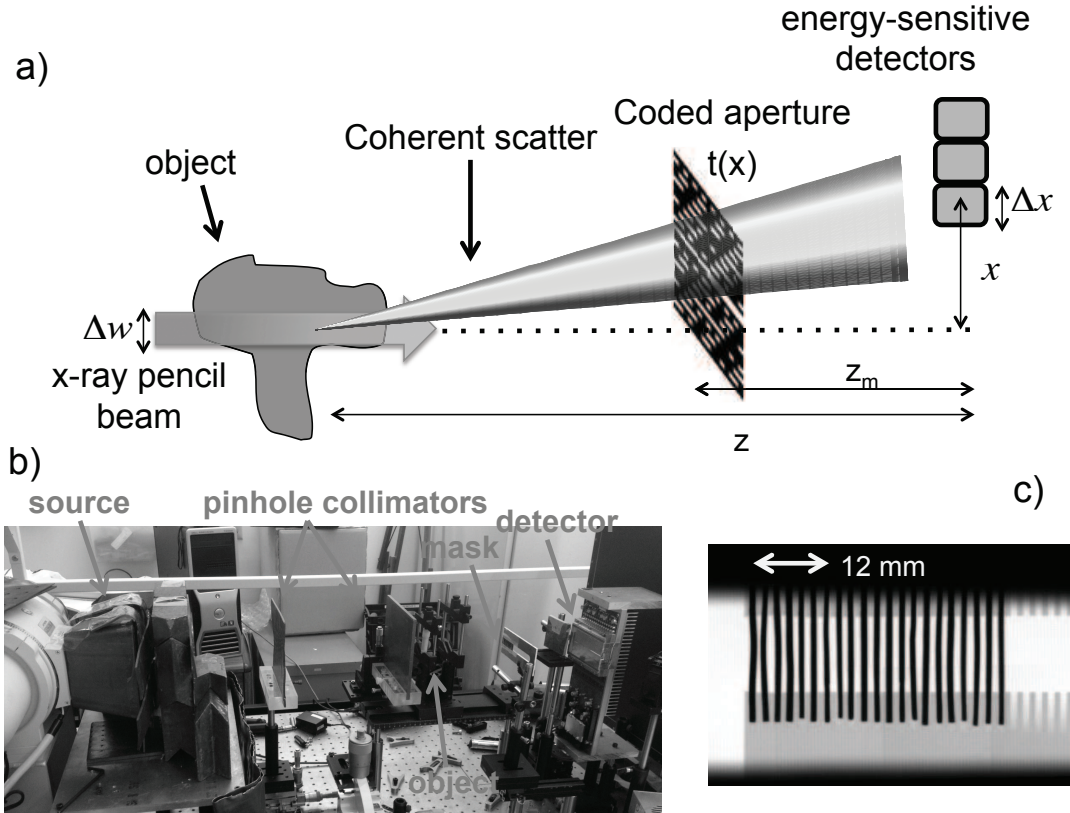 a)
energy-sensitive
detectors
Coded aperture
t(x)
Coherent scatter
object
Δx
x
Δw
x-ray pencil
beam
z_m
z
b)
source
pinhole collimators
detector
mask
object
c)
12 mm